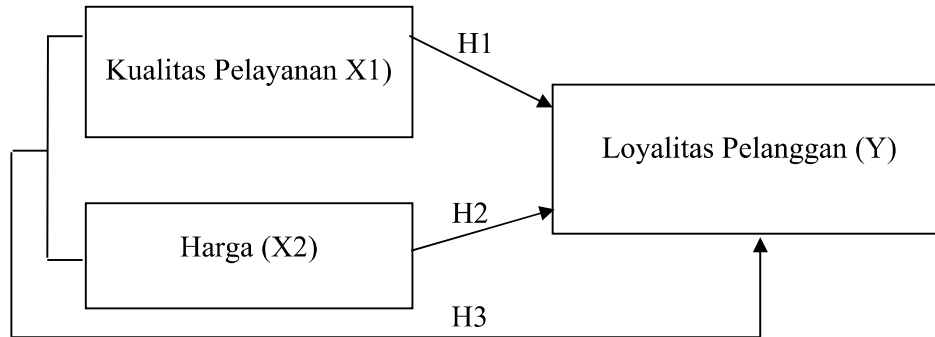 Kualitas Pelayanan X1)
H1
Loyalitas Pelanggan (Y)
H2
Harga (X2)
H3